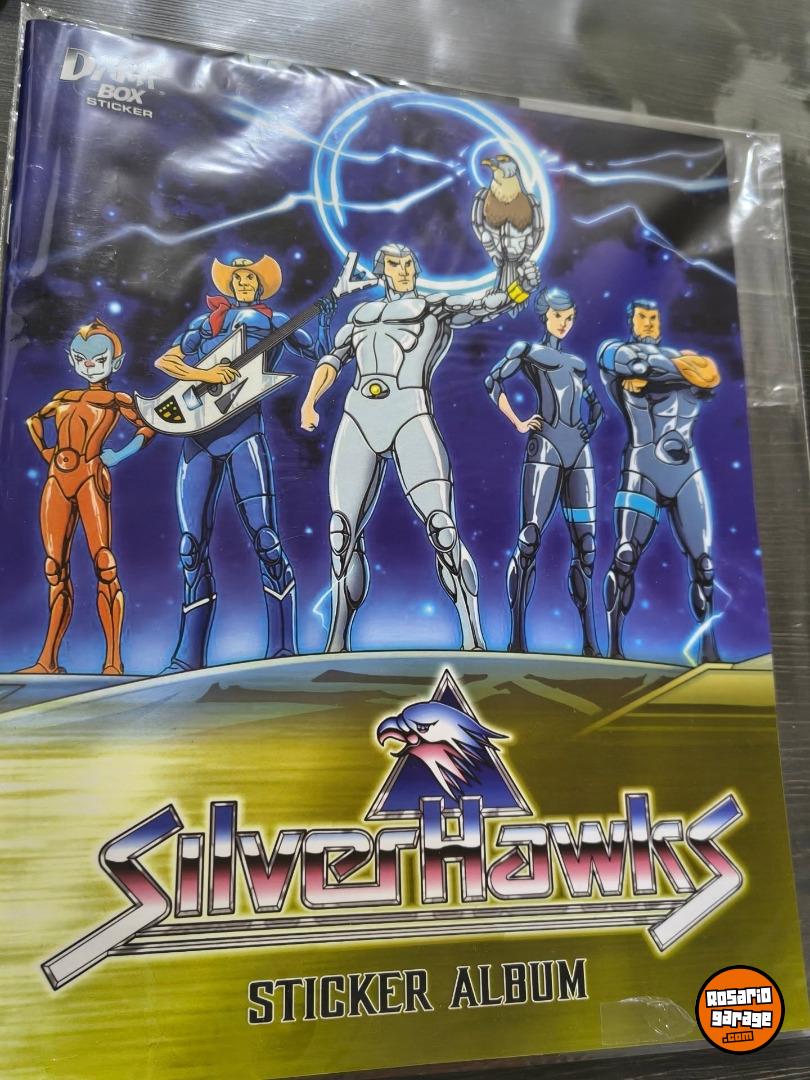 BOX
STICKER
SilverHawks
STICKER ALBUM
Rosario
garage
.com